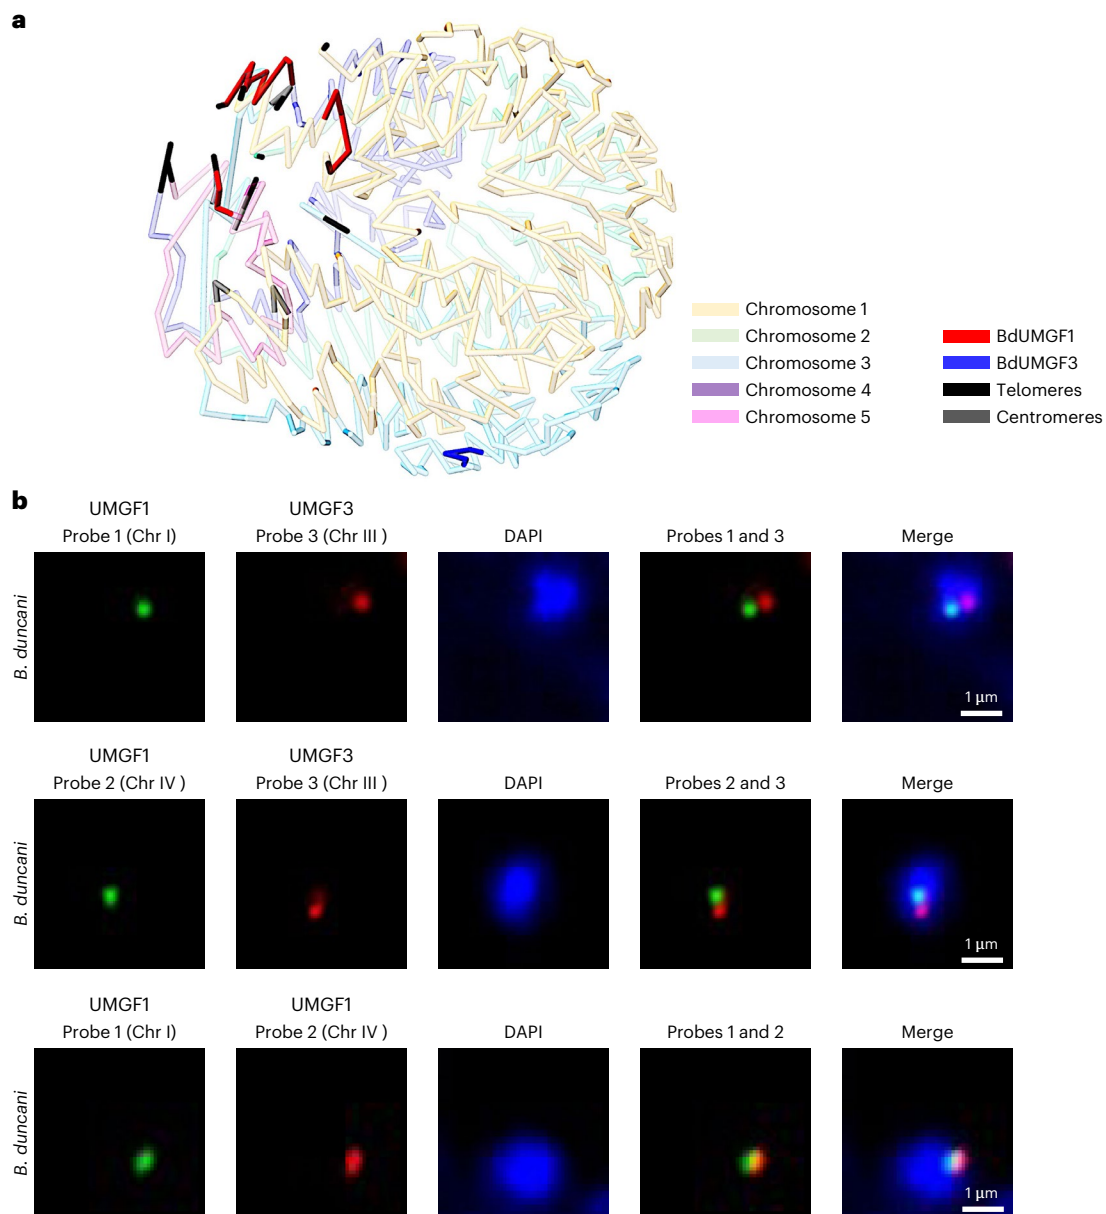 a
Chromosome 1
Chromosome 2
Chromosome 3
Chromosome 4
Chromosome 5
BdUMGF1
BdUMGF3
Telomeres
Centromeres
b
UMGF1
Probe 1 (Chr I)
UMGF3
Probe 3 (Chr III )
DAPI
Probes 1 and 3
Merge
B. duncani
1 µm
UMGF1
Probe 2 (Chr IV )
UMGF3
Probe 3 (Chr III )
DAPI
Probes 2 and 3
Merge
B. duncani
1 µm
UMGF1
Probe 1 (Chr I)
UMGF1
Probe 2 (Chr IV )
DAPI
Probes 1 and 2
Merge
B. duncani
1 µm